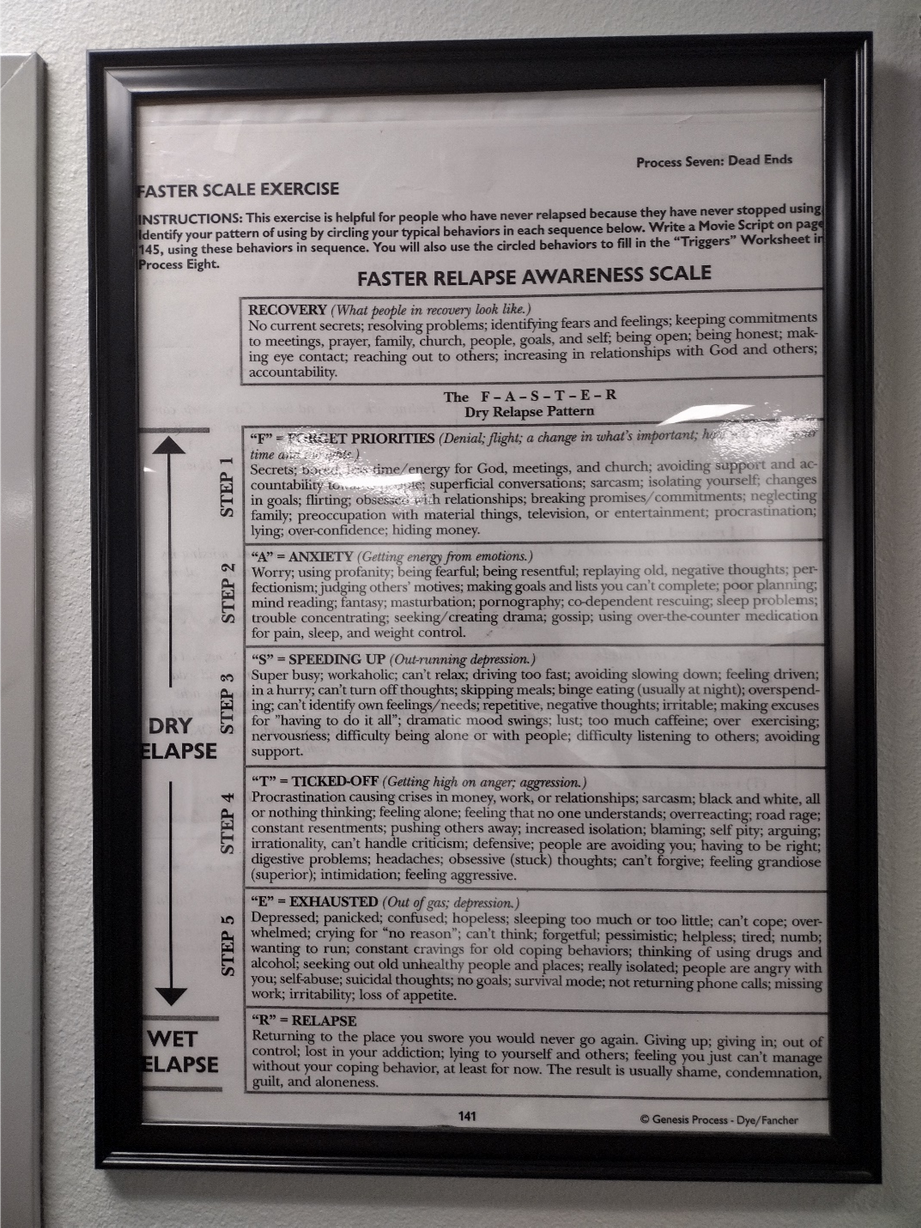 Process Seven: Dead Ends
FASTER SCALE EXERCISE
INSTRUCTIONS: This exercise is helpful for people who have never relapsed because they have never stopped using
Identify your pattern of using by circling your typical behaviors in each sequence below. Write a Movie Script on page
145, using these behaviors in sequence. You will also use the circled behaviors to fill in the “Triggers” Worksheet in
Process Eight.
FASTER RELAPSE AWARENESS SCALE
RECOVERY (What people in recovery look like.)
No current secrets; resolving problems; identifying fears and feelings; keeping commitments
to meetings, prayer, family, church, people, goals, and self; being open; being honest; mak-
ing eye contact; reaching out to others; increasing in relationships with God and others;
accountability.
The F – A – S – T – E – R
Dry Relapse Pattern
STEP 1
“F” = FORGET PRIORITIES (Denial; flight; a change in what’s important;
time and
Secrets; bored; less time/energy for God, meetings, and church; avoiding support and ac-
countability superficial conversations; sarcasm; isolating yourself; changes
in goals; flirting; obsessed with relationships; breaking promises/commitments; neglecting
family; preoccupation with material things, television, or entertainment; procrastination;
lying; over-confidence; hiding money.
STEP 2
“A” = ANXIETY (Getting energy from emotions.)
Worry; using profanity; being fearful; being resentful; replaying old, negative thoughts; per-
fectionism; judging others’ motives; making goals and lists you can’t complete; poor planning;
mind reading; fantasy; masturbation; pornography; co-dependent rescuing; sleep problems;
trouble concentrating; seeking/creating drama; gossip; using over-the-counter medication
for pain, sleep, and weight control.
STEP 3
“S” = SPEEDING UP (Out-running depression.)
Super busy; workaholic; can’t relax; driving too fast; avoiding slowing down; feeling driven;
in a hurry; can’t turn off thoughts; skipping meals; binge eating (usually at night); overspend-
ing; can’t identify own feelings/needs; repetitive, negative thoughts; irritable; making excuses
for "having to do it all”; dramatic mood swings; lust; too much caffeine; over exercising;
nervousness; difficulty being alone or with people; difficulty listening to others; avoiding
support.
DRY
ELAPSE
STEP 4
“T” = TICKED-OFF (Getting high on anger; aggression.)
Procrastination causing crises in money, work, or relationships; sarcasm; black and white, all
or nothing thinking; feeling alone; feeling that no one understands; overreacting; road rage;
constant resentments; pushing others away; increased isolation; blaming; self pity; arguing;
irrationality, can’t handle criticism; defensive; people are avoiding you; having to be right;
digestive problems; headaches; obsessive (stuck) thoughts; can’t forgive; feeling grandiose
(superior); intimidation; feeling aggressive.
STEP 5
“E” = EXHAUSTED (Out of gas; depression.)
Depressed; panicked; confused; hopeless; sleeping too much or too little; can’t cope; over-
whelmed; crying for “no reason”; can’t think; forgetful; pessimistic; helpless; tired; numb;
wanting to run; constant cravings for old coping behaviors; thinking of using drugs and
alcohol; seeking out old unhealthy people and places; really isolated; people are angry with
you; self-abuse; suicidal thoughts; no goals; survival mode; not returning phone calls; missing
work; irritability; loss of appetite.
WET
ELAPSE
“R” = RELAPSE
Returning to the place you swore you would never go again. Giving up; giving in; out of
control; lost in your addiction; lying to yourself and others; feeling you just can’t manage
without your coping behavior, at least for now. The result is usually shame, condemnation,
guilt, and aloneness.
141
© Genesis Process - Dye/Fancher